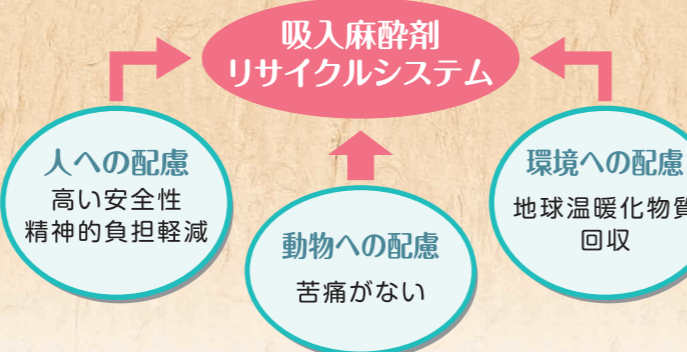 吸入麻酔剤
リサイクルシステム
人への配慮
高い安全性
精神的負担軽減
動物への配慮
苦痛がない
環境への配慮
地球温暖化物質
回収